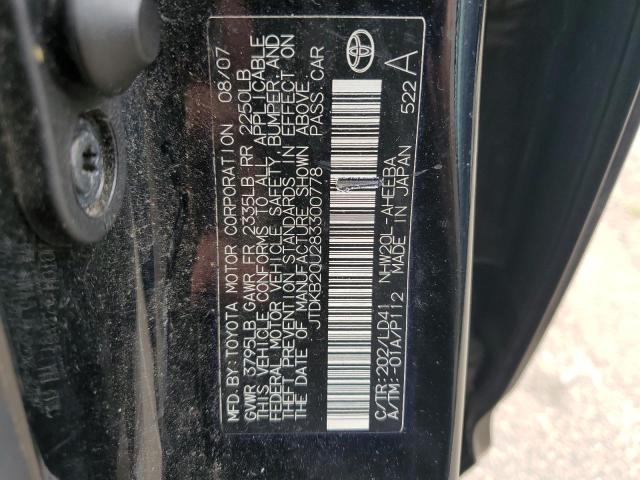 MFD. BY: TOYOTA MOTOR CORPORATION 08/07
GVWR 3795LB GAWR FR 2335LB RR 2250LB
THIS VEHICLE CONFORMS TO ALL APPLICABLE
FEDERAL MOTOR VEHICLE SAFETY, BUMPER, AND
THEFT PREVENTION STANDARDS IN EFFECT ON
THE DATE OF MANUFACTURE SHOWN ABOVE.
JTDKB20U283300778 PASS.CAR
C/TR:202/LD41 NHW20L-AHEEBA
A/TM:-01A/P112 MADE IN JAPAN 522 A